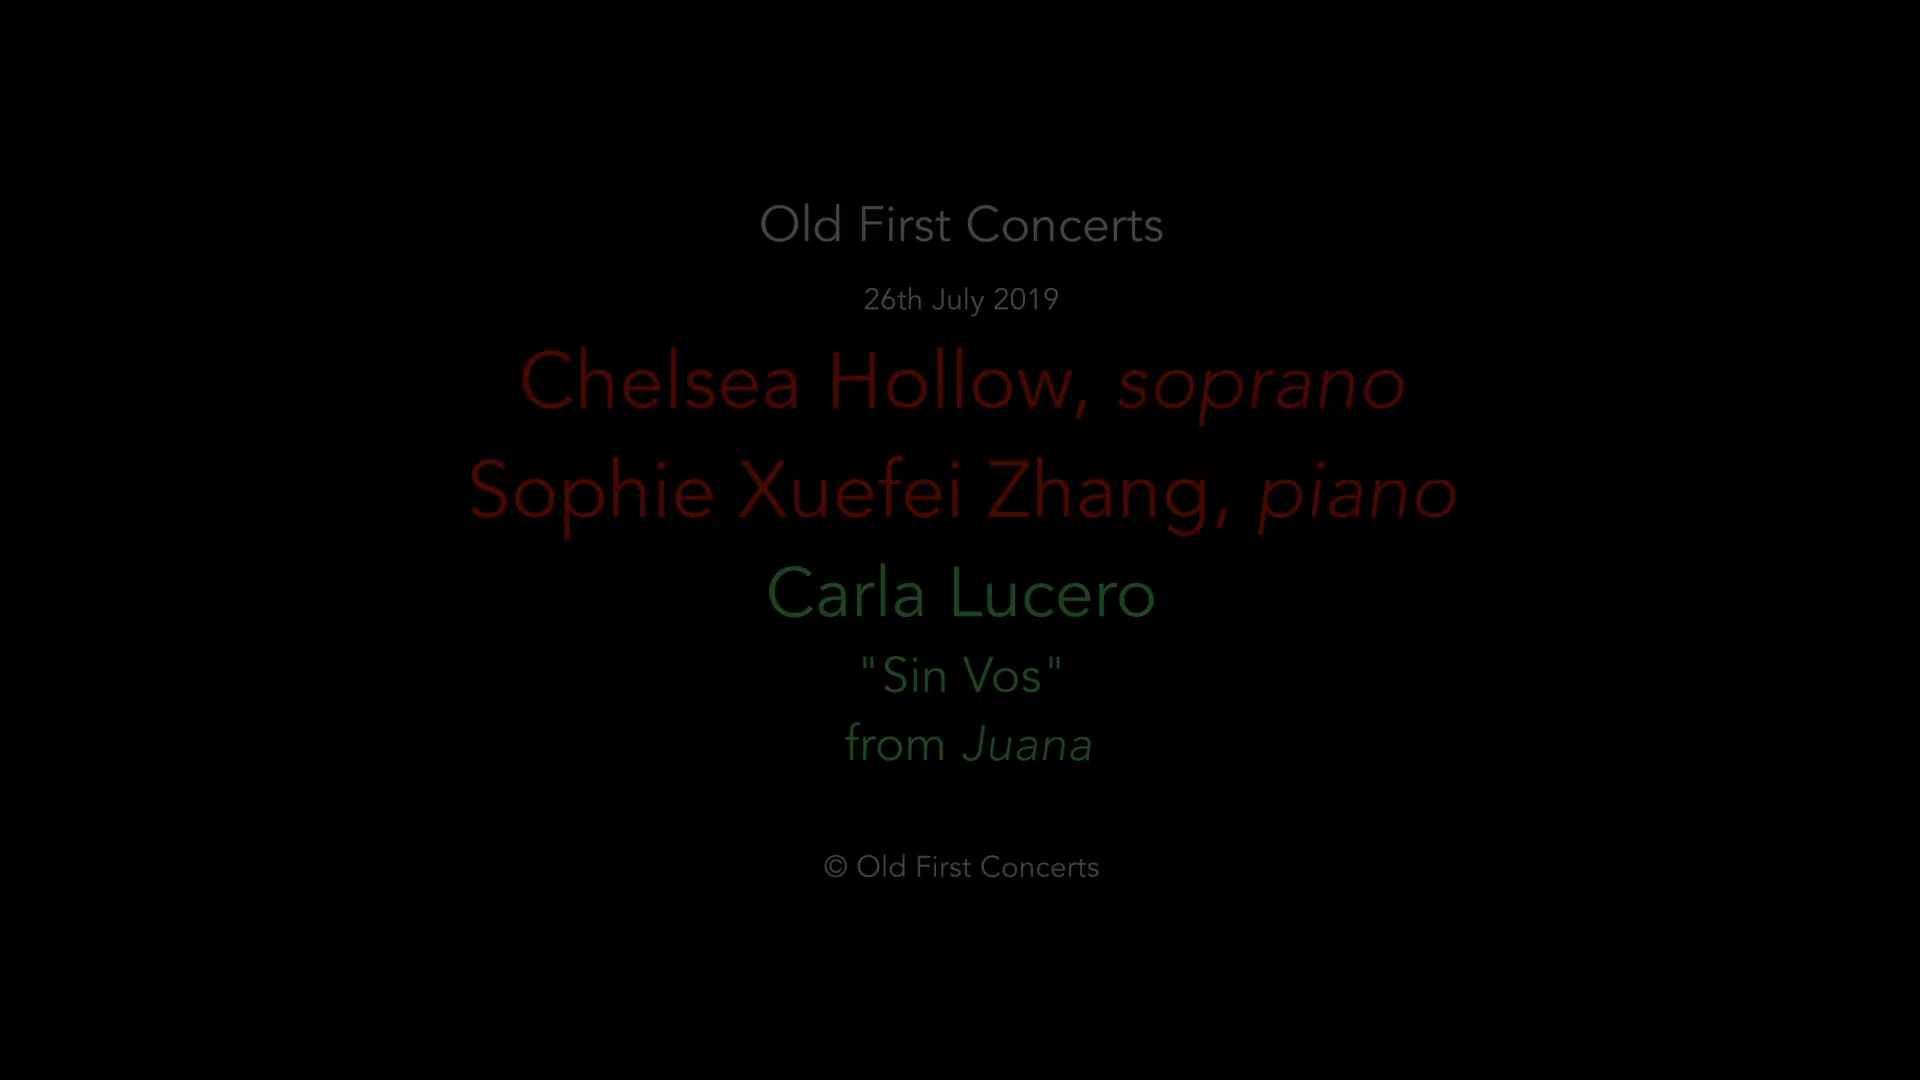 Old First Concerts
26th July 2019
Chelsea Hollow, soprano
Sophie Xuefei Zhang, piano
Carla Lucero
"Sin Vos"
from Juana
© Old First Concerts